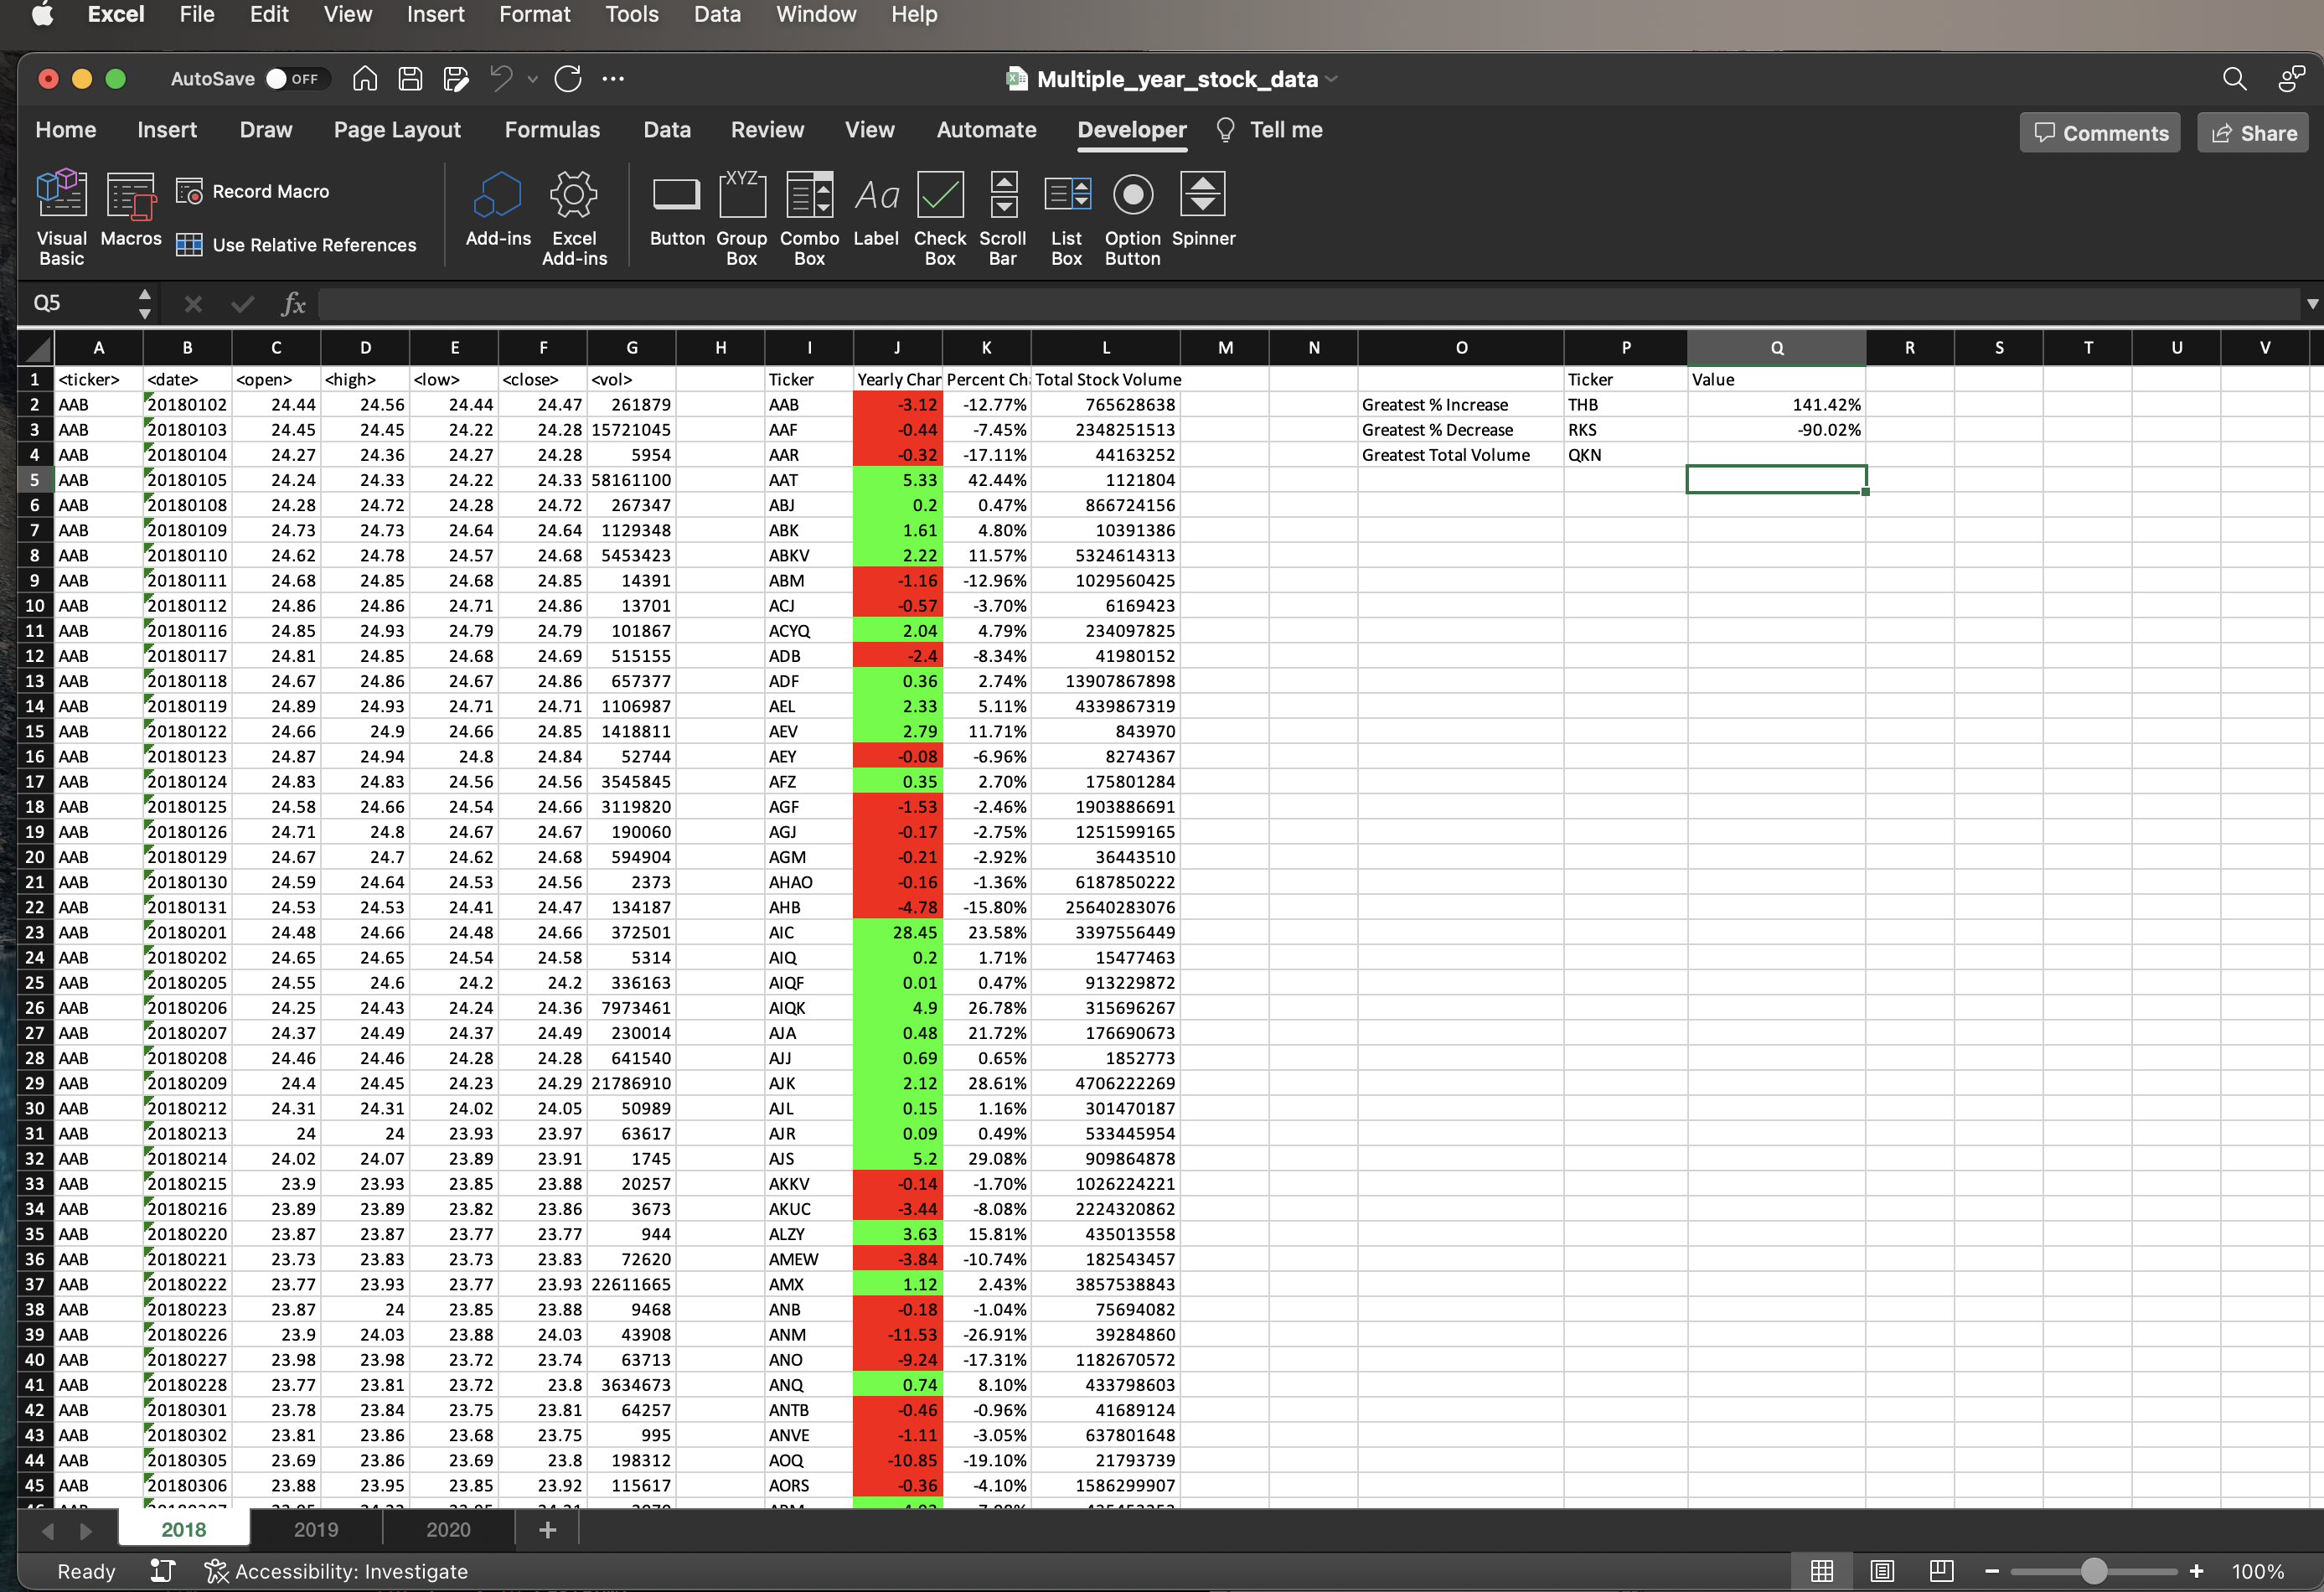 Excel File Edit View Insert Format Tools Data Window Help
AutoSave OFF Multiple_year_stock_data
Home Insert Draw Page Layout Formulas Data Review View Automate Developer Tell me Comments Share
Visual Basic Macros Record Macro Use Relative References Add-ins Excel Add-ins Button Group Box Combo Box Label Check Box Scroll Bar List Box Option Button Spinner
Q5 fx
A B C D E F G H I J K L M N O P Q R S T U V
1 <ticker> <date> <open> <high> <low> <close> <vol> Ticker Yearly Char Percent Ch Total Stock Volume Ticker Value
2 AAB 20180102 24.44 24.56 24.44 24.47 261879 AAB -3.12 -12.77% 765628638 Greatest % Increase THB 141.42%
3 AAB 20180103 24.45 24.45 24.22 24.28 15721045 AAF -0.44 -7.45% 2348251513 Greatest % Decrease RKS -90.02%
4 AAB 20180104 24.27 24.36 24.27 24.28 5954 AAR -0.32 -17.11% 44163252 Greatest Total Volume QKN
5 AAB 20180105 24.24 24.33 24.22 24.33 58161100 AAT 5.33 42.44% 1121804
6 AAB 20180108 24.28 24.72 24.28 24.72 267347 ABJ 0.2 0.47% 866724156
7 AAB 20180109 24.73 24.73 24.64 24.64 1129348 ABK 1.61 4.80% 10391386
8 AAB 20180110 24.62 24.78 24.57 24.68 5453423 ABKV 2.22 11.57% 5324614313
9 AAB 20180111 24.68 24.85 24.68 24.85 14391 ABM -1.16 -12.96% 1029560425
10 AAB 20180112 24.86 24.86 24.71 24.86 13701 ACJ -0.57 -3.70% 6169423
11 AAB 20180116 24.85 24.93 24.79 24.79 101867 ACYQ 2.04 4.79% 234097825
12 AAB 20180117 24.81 24.85 24.68 24.69 515155 ADB -2.4 -8.34% 41980152
13 AAB 20180118 24.67 24.86 24.67 24.86 657377 ADF 0.36 2.74% 13907867898
14 AAB 20180119 24.89 24.93 24.71 24.71 1106987 AEL 2.33 5.11% 4339867319
15 AAB 20180122 24.66 24.9 24.66 24.85 1418811 AEV 2.79 11.71% 843970
16 AAB 20180123 24.87 24.94 24.8 24.84 52744 AEY -0.08 -6.96% 8274367
17 AAB 20180124 24.83 24.83 24.56 24.56 3545845 AFZ 0.35 2.70% 175801284
18 AAB 20180125 24.58 24.66 24.54 24.66 3119820 AGF -1.53 -2.46% 1903886691
19 AAB 20180126 24.71 24.8 24.67 24.67 190060 AGJ -0.17 -2.75% 1251599165
20 AAB 20180129 24.67 24.7 24.62 24.68 594904 AGM -0.21 -2.92% 36443510
21 AAB 20180130 24.59 24.64 24.53 24.56 2373 AHAO -0.16 -1.36% 6187850222
22 AAB 20180131 24.53 24.53 24.41 24.47 134187 AHB -4.78 -15.80% 25640283076
23 AAB 20180201 24.48 24.66 24.48 24.66 372501 AIC 28.45 23.58% 3397556449
24 AAB 20180202 24.65 24.65 24.54 24.58 5314 AIQ 0.2 1.71% 15477463
25 AAB 20180205 24.55 24.6 24.2 24.2 336163 AIQF 0.01 0.47% 913229872
26 AAB 20180206 24.25 24.43 24.24 24.36 7973461 AIQK 4.9 26.78% 315696267
27 AAB 20180207 24.37 24.49 24.37 24.49 230014 AJA 0.48 21.72% 176690673
28 AAB 20180208 24.46 24.46 24.28 24.28 641540 AJJ 0.69 0.65% 1852773
29 AAB 20180209 24.4 24.45 24.23 24.29 21786910 AJK 2.12 28.61% 4706222269
30 AAB 20180212 24.31 24.31 24.02 24.05 50989 AJL 0.15 1.16% 301470187
31 AAB 20180213 24 24 23.93 23.97 63617 AJR 0.09 0.49% 533445954
32 AAB 20180214 24.02 24.07 23.89 23.91 1745 AJS 5.2 29.08% 909864878
33 AAB 20180215 23.9 23.93 23.85 23.88 20257 AKKV -0.14 -1.70% 1026224221
34 AAB 20180216 23.89 23.89 23.82 23.86 3673 AKUC -3.44 -8.08% 2224320862
35 AAB 20180220 23.87 23.87 23.77 23.77 944 ALZY 3.63 15.81% 435013558
36 AAB 20180221 23.73 23.83 23.73 23.83 72620 AMEW -3.84 -10.74% 182543457
37 AAB 20180222 23.77 23.93 23.77 23.93 22611665 AMX 1.12 2.43% 3857538843
38 AAB 20180223 23.87 24 23.85 23.88 9468 ANB -0.18 -1.04% 75694082
39 AAB 20180226 23.9 24.03 23.88 24.03 43908 ANM -11.53 -26.91% 39284860
40 AAB 20180227 23.98 23.98 23.72 23.74 63713 ANO -9.24 -17.31% 1182670572
41 AAB 20180228 23.77 23.81 23.72 23.8 3634673 ANQ 0.74 8.10% 433798603
42 AAB 20180301 23.78 23.84 23.75 23.81 64257 ANTB -0.46 -0.96% 41689124
43 AAB 20180302 23.81 23.86 23.68 23.75 995 ANVE -1.11 -3.05% 637801648
44 AAB 20180305 23.69 23.86 23.69 23.8 198312 AOQ -10.85 -19.10% 21793739
45 AAB 20180306 23.88 23.95 23.85 23.92 115617 AORS -0.36 -4.10% 1586299907
2018 2019 2020 +
Ready Accessibility: Investigate 100%